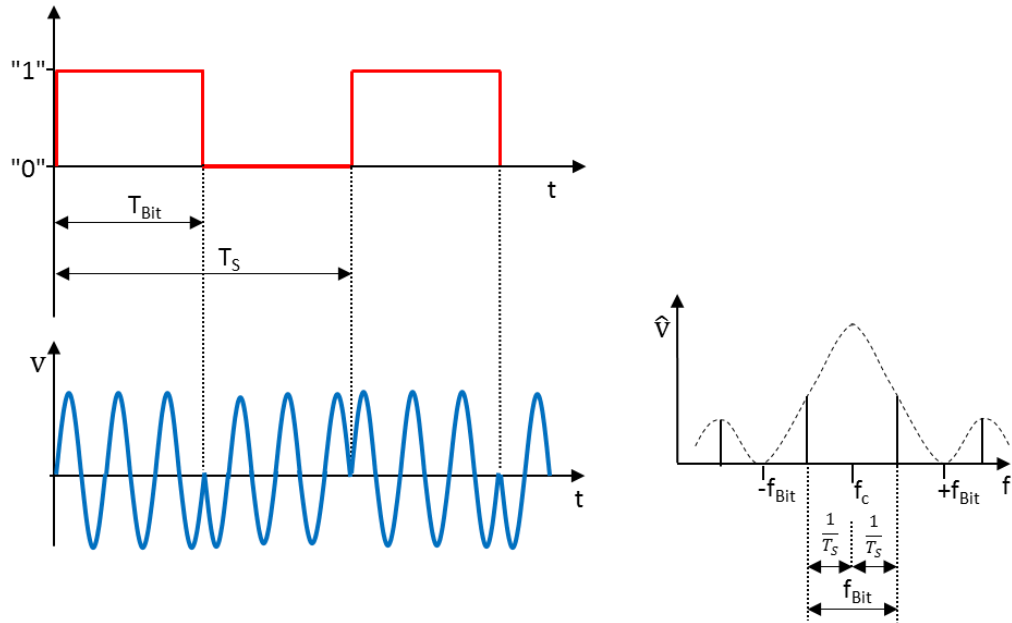 "1"
"0"
t
T_Bit
T_S
V
t
V̂
-f_Bit
f_c
+f_Bit
f
1/T_S
1/T_S
f_Bit